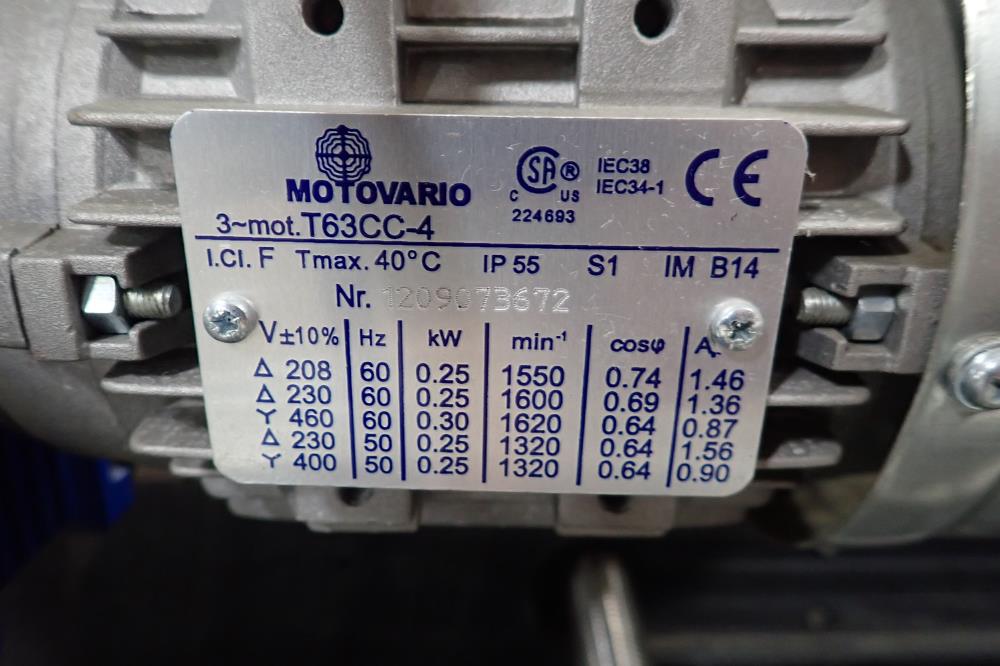 MOTOVARIO
CSA® C US
224693
IEC38
IEC34-1
CE
3~mot.T63CC-4
I.Cl. F Tmax. 40°C IP 55 S1 IM B14
Nr. 1209073672
V±10% Hz kW min⁻¹ cosφ A
Δ 208 60 0.25 1550 0.74 1.46
Δ 230 60 0.25 1600 0.69 1.36
Y 460 60 0.30 1620 0.64 0.87
Δ 230 50 0.25 1320 0.64 1.56
Y 400 50 0.25 1320 0.64 0.90